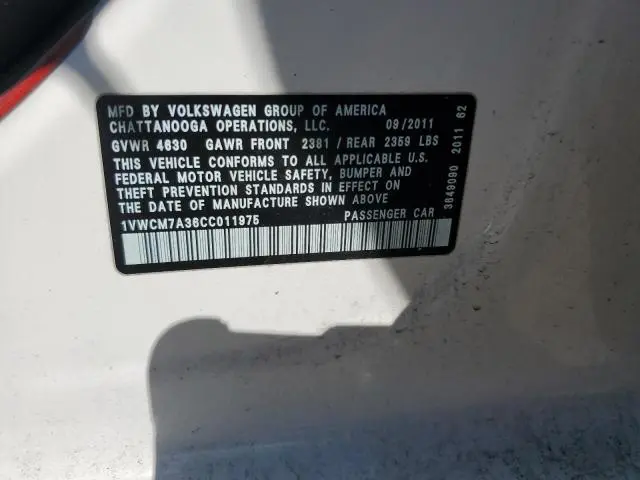 MFD BY VOLKSWAGEN GROUP OF AMERICA
CHATTANOOGA OPERATIONS, LLC. 09/2011
GVWR 4630 GAWR FRONT 2381 / REAR 2359 LBS
THIS VEHICLE CONFORMS TO ALL APPLICABLE U.S.
FEDERAL MOTOR VEHICLE SAFETY, BUMPER AND
THEFT PREVENTION STANDARDS IN EFFECT ON
THE DATE OF MANUFACTURE SHOWN ABOVE
1VWCM7A36CC011975 PASSENGER CAR
3649090 2011 62